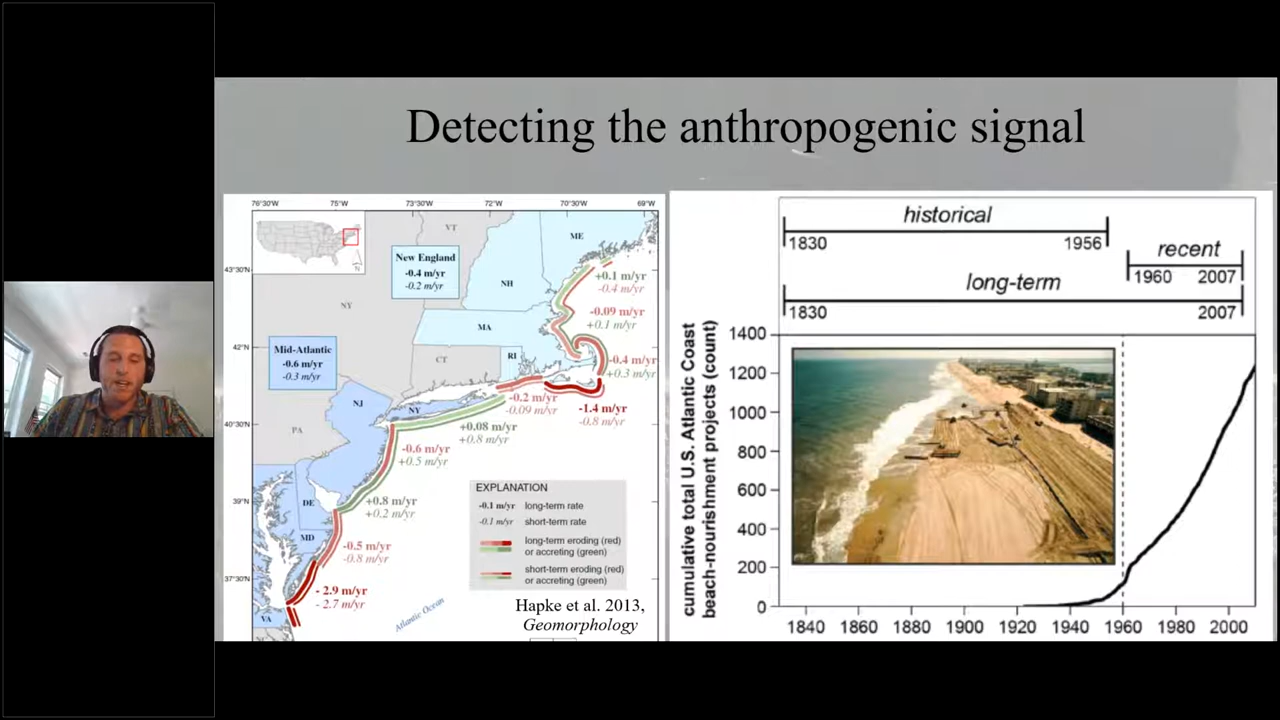 Detecting the anthropogenic signal
76°30'W 75°W 73°30'W 72°W 70°30'W 69°W
N
VT
ME
New England
-0.4 m/yr
-0.2 m/yr
43°30'N
NH
+0.1 m/yr
-0.4 m/yr
NY
-0.09 m/yr
+0.1 m/yr
MA
42°N
Mid-Atlantic
-0.6 m/yr
-0.3 m/yr
CT
RI
-0.4 m/yr
+0.3 m/yr
-0.2 m/yr
-0.09 m/yr
-1.4 m/yr
-0.8 m/yr
NJ
NY
+0.08 m/yr
+0.8 m/yr
40°30'N
PA
-0.6 m/yr
+0.5 m/yr
39°N
DE
+0.8 m/yr
+0.2 m/yr
MD
-0.5 m/yr
-0.8 m/yr
37°30'N
- 2.9 m/yr
- 2.7 m/yr
VA
Atlantic Ocean
EXPLANATION
-0.1 m/yr long-term rate
-0.1 m/yr short-term rate
long-term eroding (red)
or accreting (green)
short-term eroding (red)
or accreting (green)
Hapke et al. 2013,
Geomorphology
historical
1830 1956
recent
1960 2007
long-term
1830 2007
cumulative total U.S. Atlantic Coast
beach-nourishment projects (count)
1400
1200
1000
800
600
400
200
0
1840 1860 1880 1900 1920 1940 1960 1980 2000